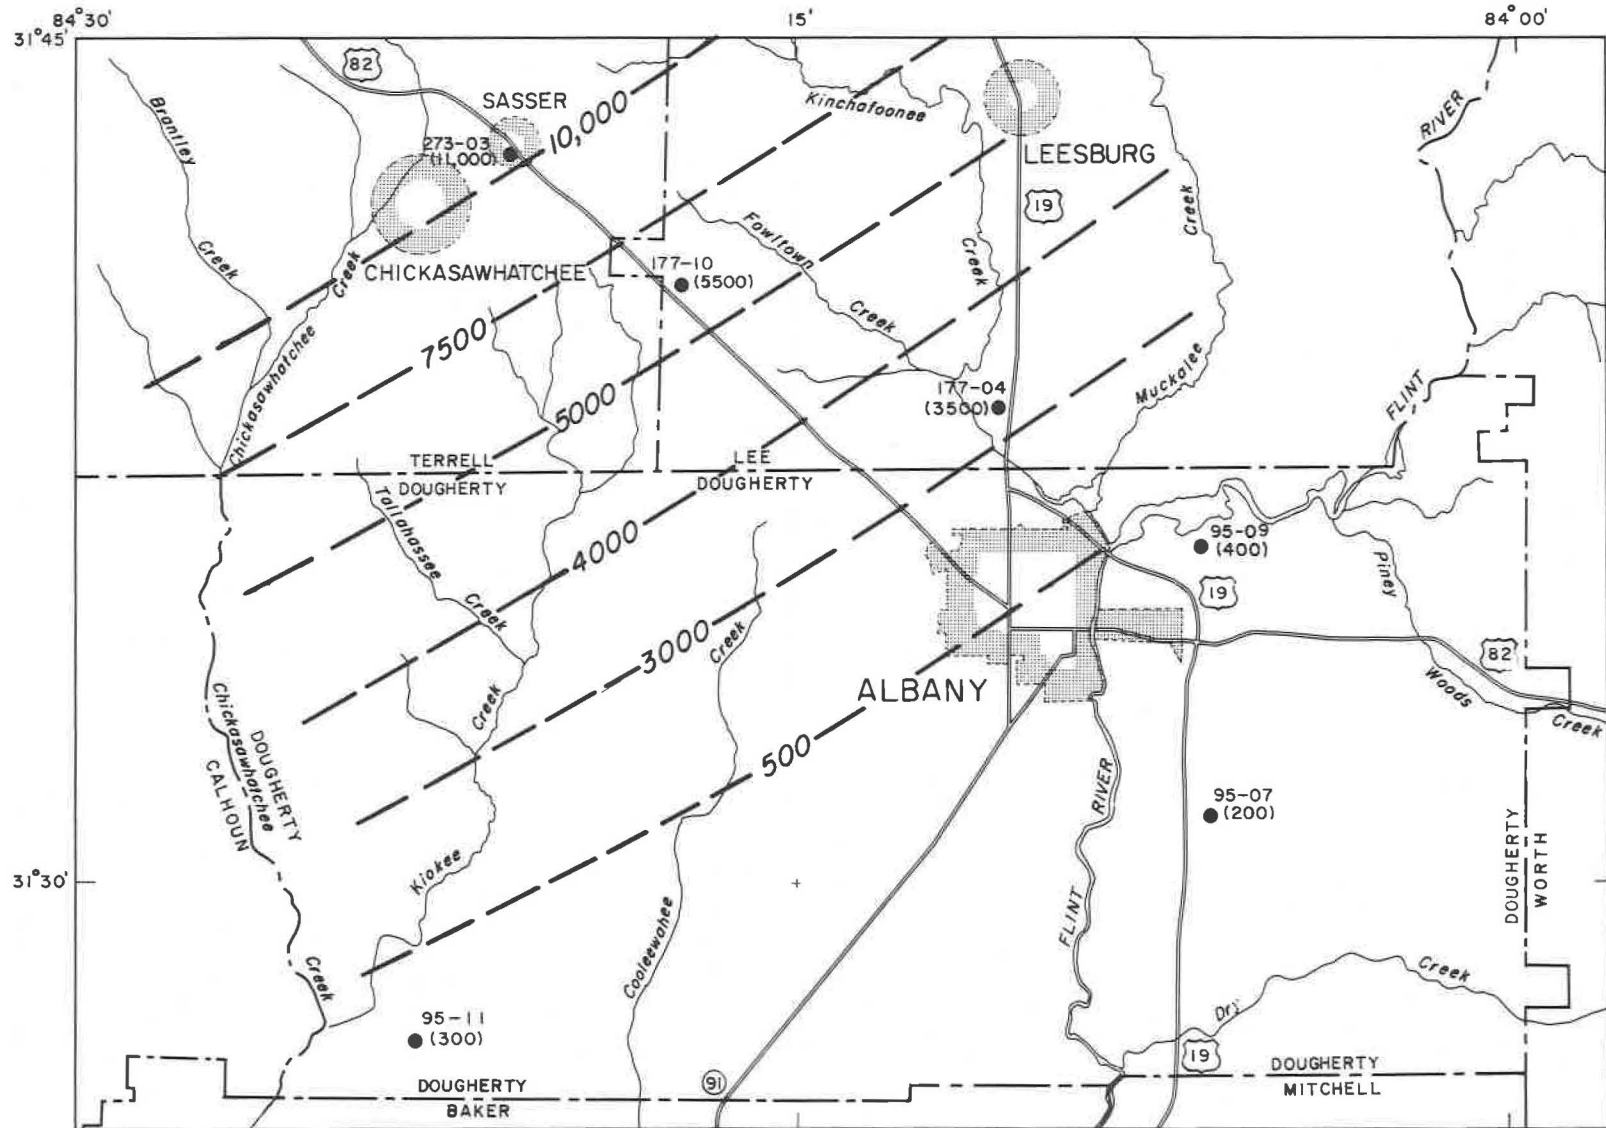 84°30'
15'
84°00'
31°45'
82
SASSER
10,000
Kinchafoonee
Creek
RIVER
Brantley
Creek
273-03
(11,000)
LEESBURG
19
Creek
Fowltown
Creek
CHICKASAWHATCHEE
Creek
Chickasawhatchee
177-10
(5500)
7500
5000
177-04
(3500)
Muckalee
FLINT
TERRELL
DOUGHERTY
LEE
DOUGHERTY
Tallahassee
Creek
4000
95-09
(400)
19
Piney
Woods
Creek
82
3000
Creek
ALBANY
Chickasawhatchee
DOUGHERTY
CALHOUN
Creek
500
RIVER
95-07
(200)
DOUGHERTY
WORTH
31°30'
Kiokee
FLINT
Creek
Cooleewahee
Creek
Dry
95-11
(300)
19
DOUGHERTY
MITCHELL
91
DOUGHERTY
BAKER